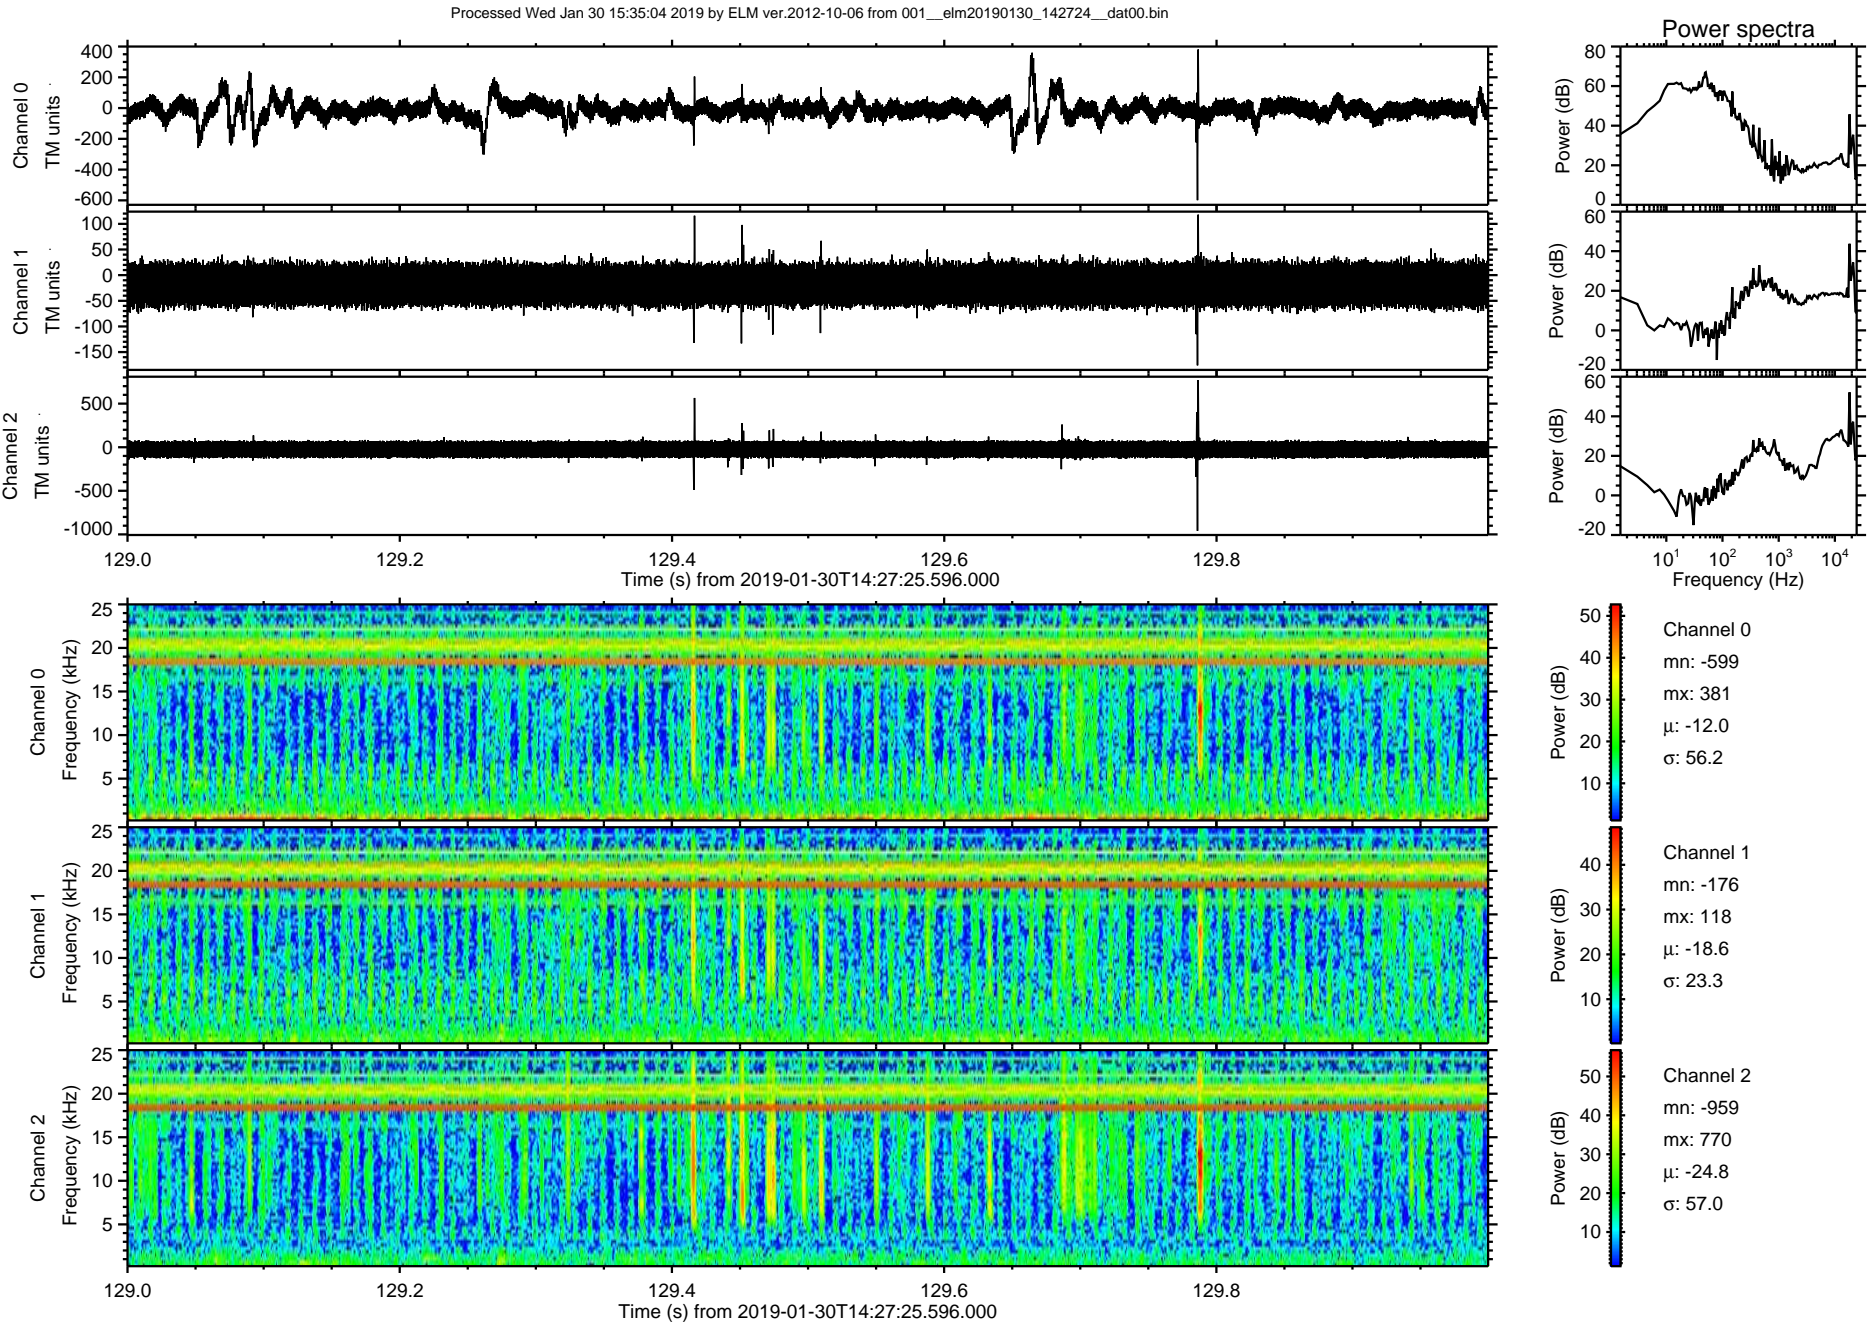 Processed Wed Jan 30 15:35:04 2019 by ELM ver.2012-10-06 from 001__elm20190130_142724__dat00.bin
Power spectra
Channel 0
TM units
400
200
0
-200
-400
-600
Power (dB)
80
60
40
20
0
Channel 1
TM units
100
50
0
-50
-100
-150
Power (dB)
60
40
20
0
-20
Channel 2
TM units
500
0
-500
-1000
Power (dB)
60
40
20
0
-20
129.0 129.2 129.4 129.6 129.8
Time (s) from 2019-01-30T14:27:25.596.000
10^1 10^2 10^3 10^4
Frequency (Hz)
Channel 0
Frequency (kHz)
25
20
15
10
5
Power (dB)
50
40
30
20
10
Channel 0
mn: -599
mx: 381
μ: -12.0
σ: 56.2
Channel 1
Frequency (kHz)
25
20
15
10
5
Power (dB)
40
30
20
10
Channel 1
mn: -176
mx: 118
μ: -18.6
σ: 23.3
Channel 2
Frequency (kHz)
25
20
15
10
5
Power (dB)
50
40
30
20
10
Channel 2
mn: -959
mx: 770
μ: -24.8
σ: 57.0
129.0 129.2 129.4 129.6 129.8
Time (s) from 2019-01-30T14:27:25.596.000